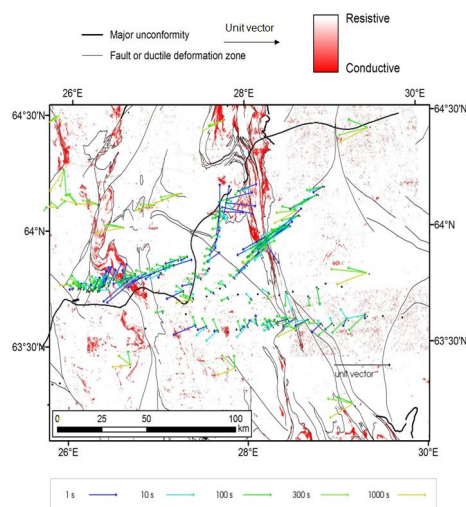 Major unconformity
Unit vector
Fault or ductile deformation zone
Resistive
Conductive
26°E 28°E 30°E
64°30'N 64°30'N
64°N 64°N
63°30'N 63°30'N
unit vector
0 25 50 100
km
26°E 28°E 30°E
1 s 10 s 100 s 300 s 1000 s